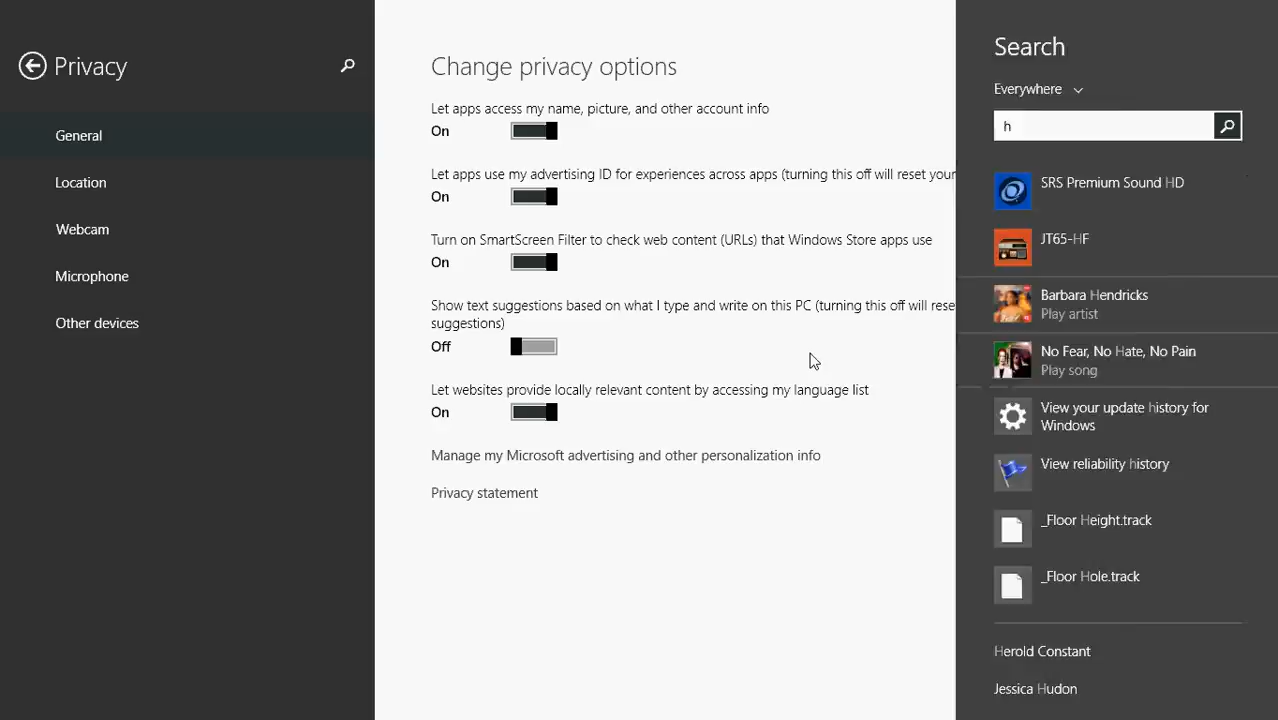 Privacy
General
Location
Webcam
Microphone
Other devices
Change privacy options
Let apps access my name, picture, and other account info
On
Let apps use my advertising ID for experiences across apps (turning this off will reset your
On
Turn on SmartScreen Filter to check web content (URLs) that Windows Store apps use
On
Show text suggestions based on what I type and write on this PC (turning this off will rese
suggestions)
Off
Let websites provide locally relevant content by accessing my language list
On
Manage my Microsoft advertising and other personalization info
Privacy statement
Search
Everywhere
h
SRS Premium Sound HD
JT65-HF
Barbara Hendricks
Play artist
No Fear, No Hate, No Pain
Play song
View your update history for
Windows
View reliability history
_Floor Height.track
_Floor Hole.track
Herold Constant
Jessica Hudon